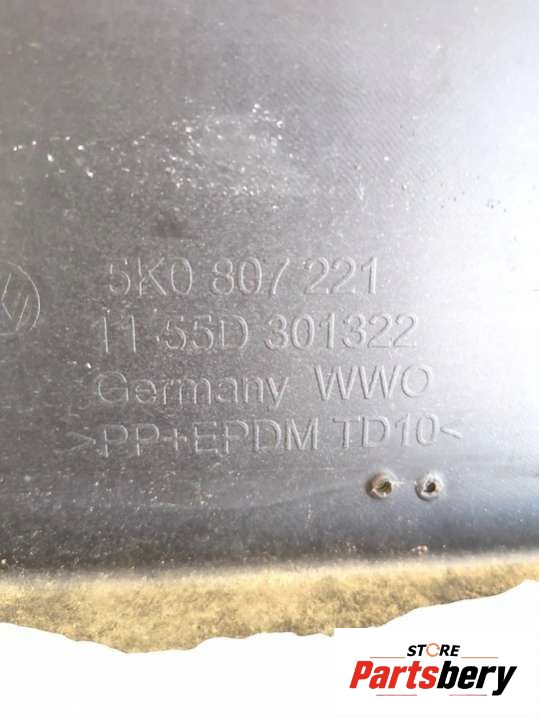 5K0 807 221
11-55D 301322
Germany WWO
>PP+EPDM TD10<
STORE
Partsbery